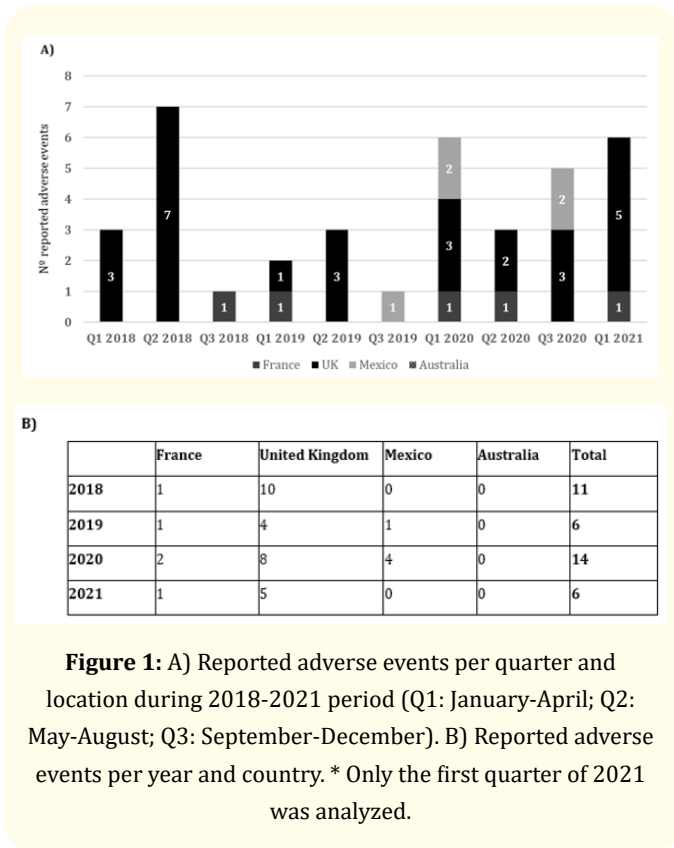 A)
8
7
6
5
4
3
2
1
0
Nº reported adverse events
3
7
1
1
1
3
1
2
3
1
2
1
2
3
5
1
Q1 2018 Q2 2018 Q3 2018 Q1 2019 Q2 2019 Q3 2019 Q1 2020 Q2 2020 Q3 2020 Q1 2021
France UK Mexico Australia
B)
France United Kingdom Mexico Australia Total
2018 1 10 0 0 11
2019 1 4 1 0 6
2020 2 8 4 0 14
2021 1 5 0 0 6
Figure 1: A) Reported adverse events per quarter and
location during 2018-2021 period (Q1: January-April; Q2:
May-August; Q3: September-December). B) Reported adverse
events per year and country. * Only the first quarter of 2021
was analyzed.